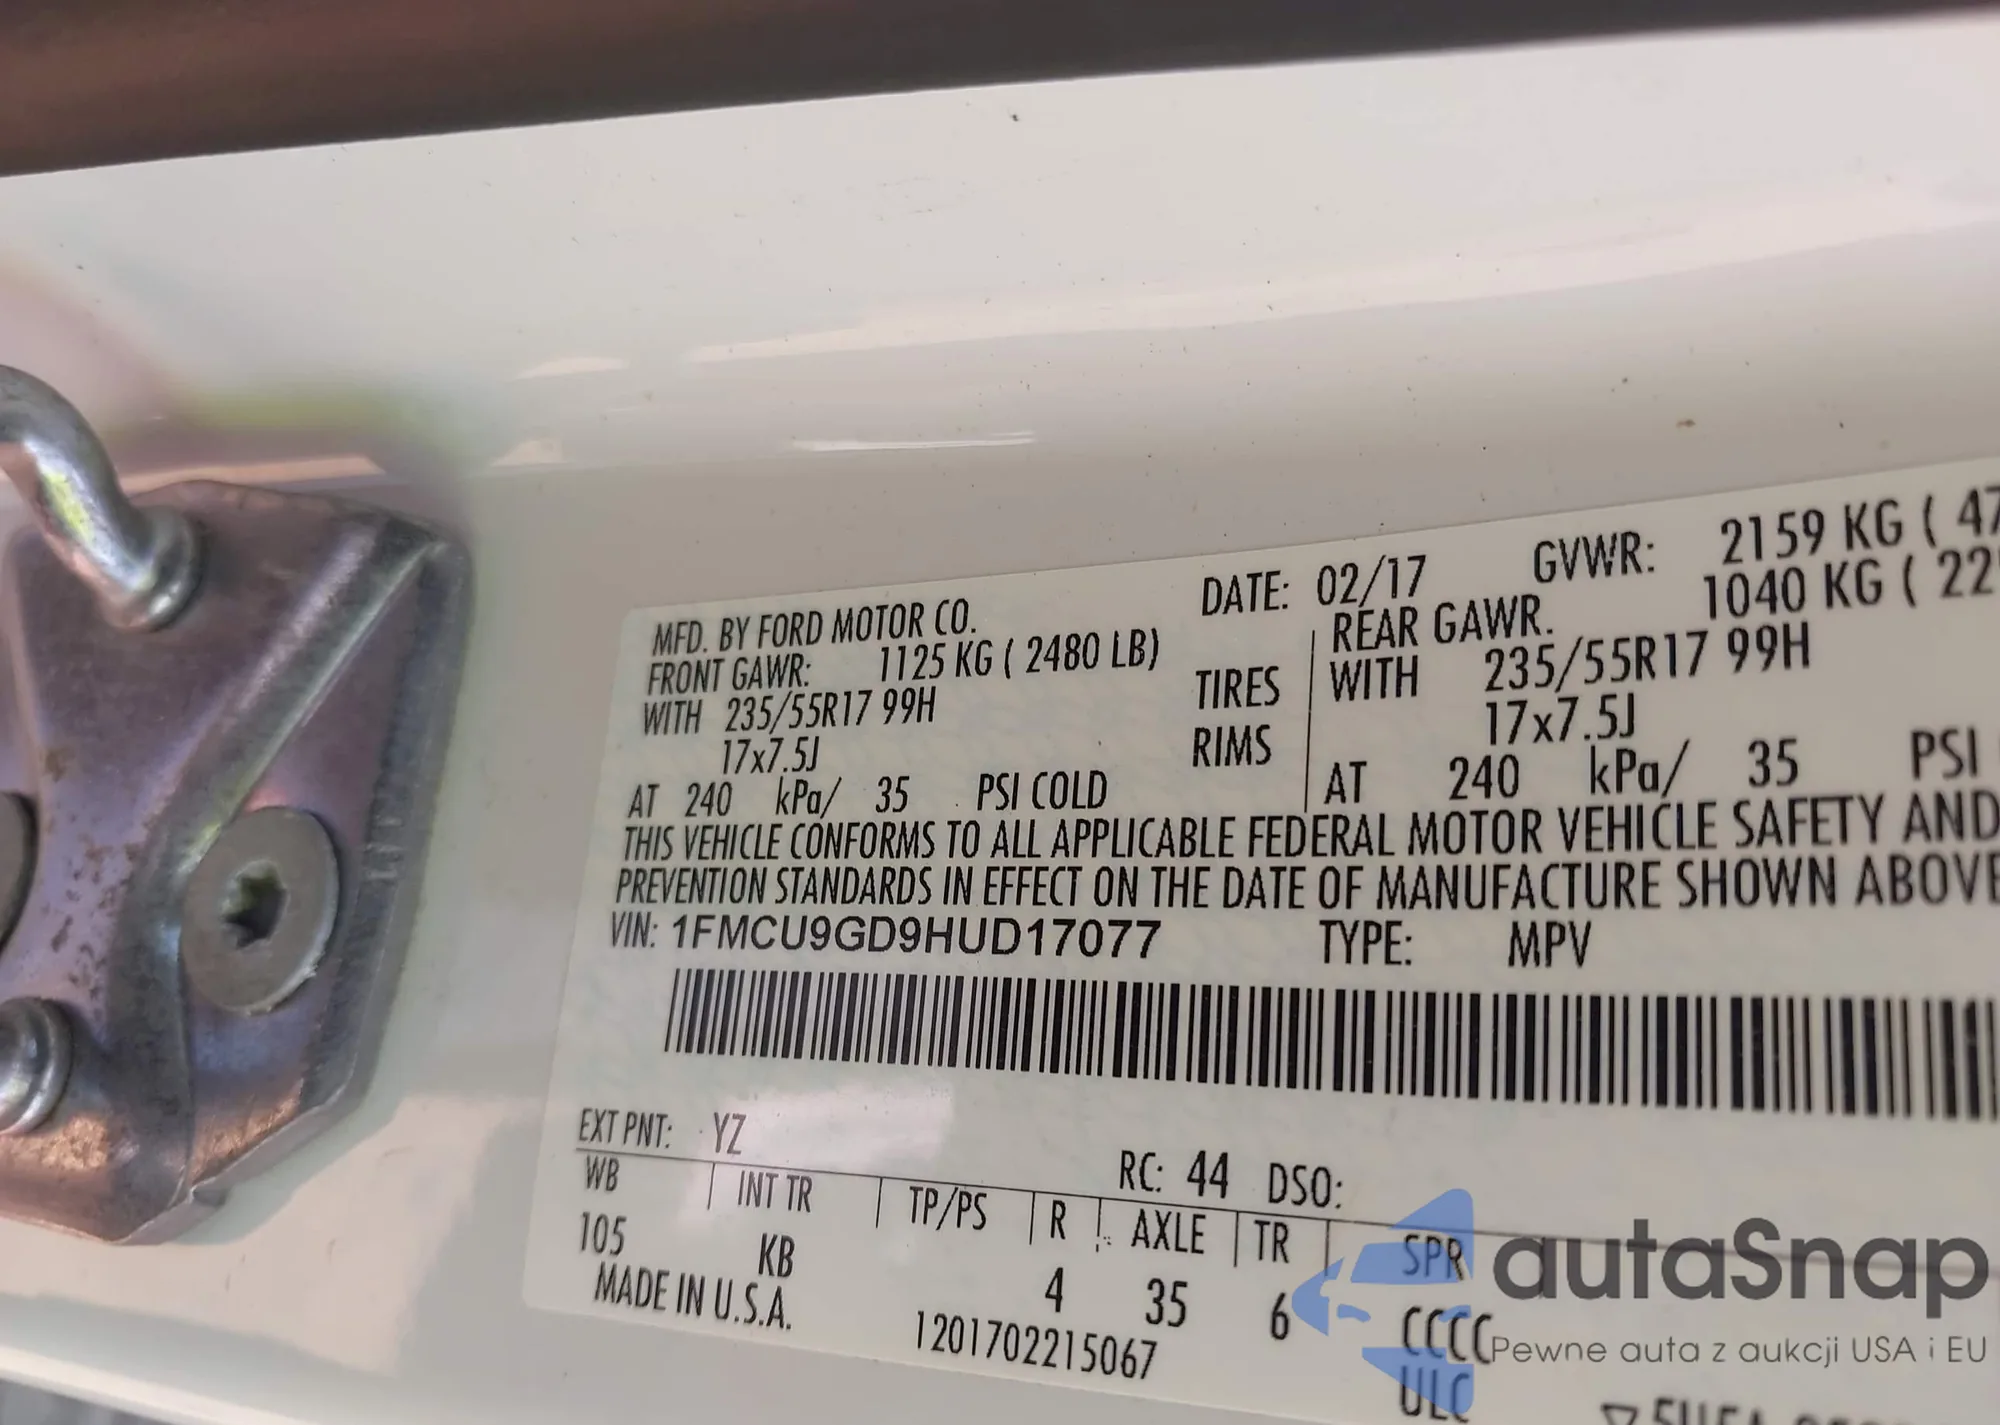 MFD. BY FORD MOTOR CO. DATE: 02/17 GVWR: 2159 KG ( 47
FRONT GAWR: 1125 KG ( 2480 LB) REAR GAWR. 1040 KG ( 22
WITH 235/55R17 99H TIRES WITH 235/55R17 99H
17x7.5J RIMS 17x7.5J
AT 240 kPa/ 35 PSI COLD AT 240 kPa/ 35 PSI
THIS VEHICLE CONFORMS TO ALL APPLICABLE FEDERAL MOTOR VEHICLE SAFETY AND
PREVENTION STANDARDS IN EFFECT ON THE DATE OF MANUFACTURE SHOWN ABOVE
VIN: 1FMCU9GD9HUD17077 TYPE: MPV
EXT PNT: YZ RC: 44 DSO:
WB INT TR TP/PS R AXLE TR SPR
105 KB 4 35 6 CCCC
MADE IN U.S.A. 1201702215067 ULC
autaSnap
Pewne auta z aukcji USA i EU